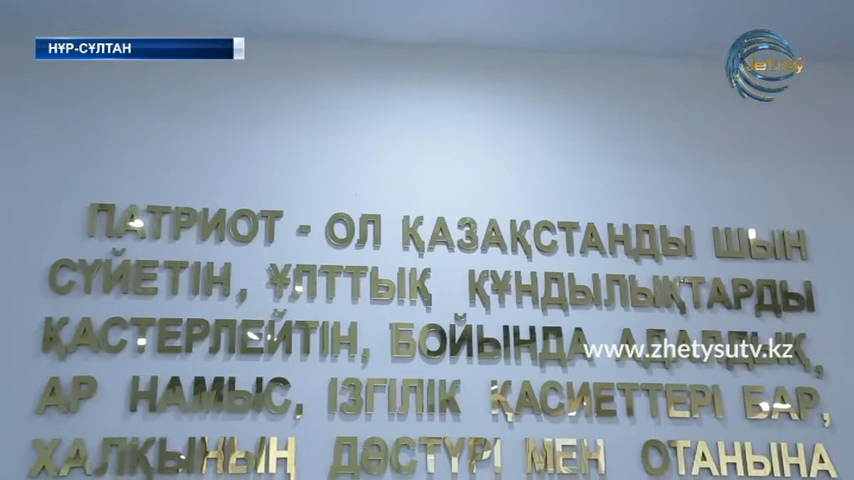 НҰР-СҰЛТАН
Jetisý
ПАТРИОТ - ОЛ ҚАЗАҚСТАНДЫ ШЫН
СҮЙЕТІН, ҰЛТТЫҚ ҚҰНДЫЛЫҚТАРДЫ
ҚАСТЕРЛЕЙТІН, БОЙЫНДА АДАЛДЫҚ,
www.zhetysutv.kz
АР НАМЫС, ІЗГІЛІК ҚАСИЕТТЕРІ БАР,
ХАЛҚЫНЫҢ ДӘСТҮРІ МЕН ОТАНЫНА